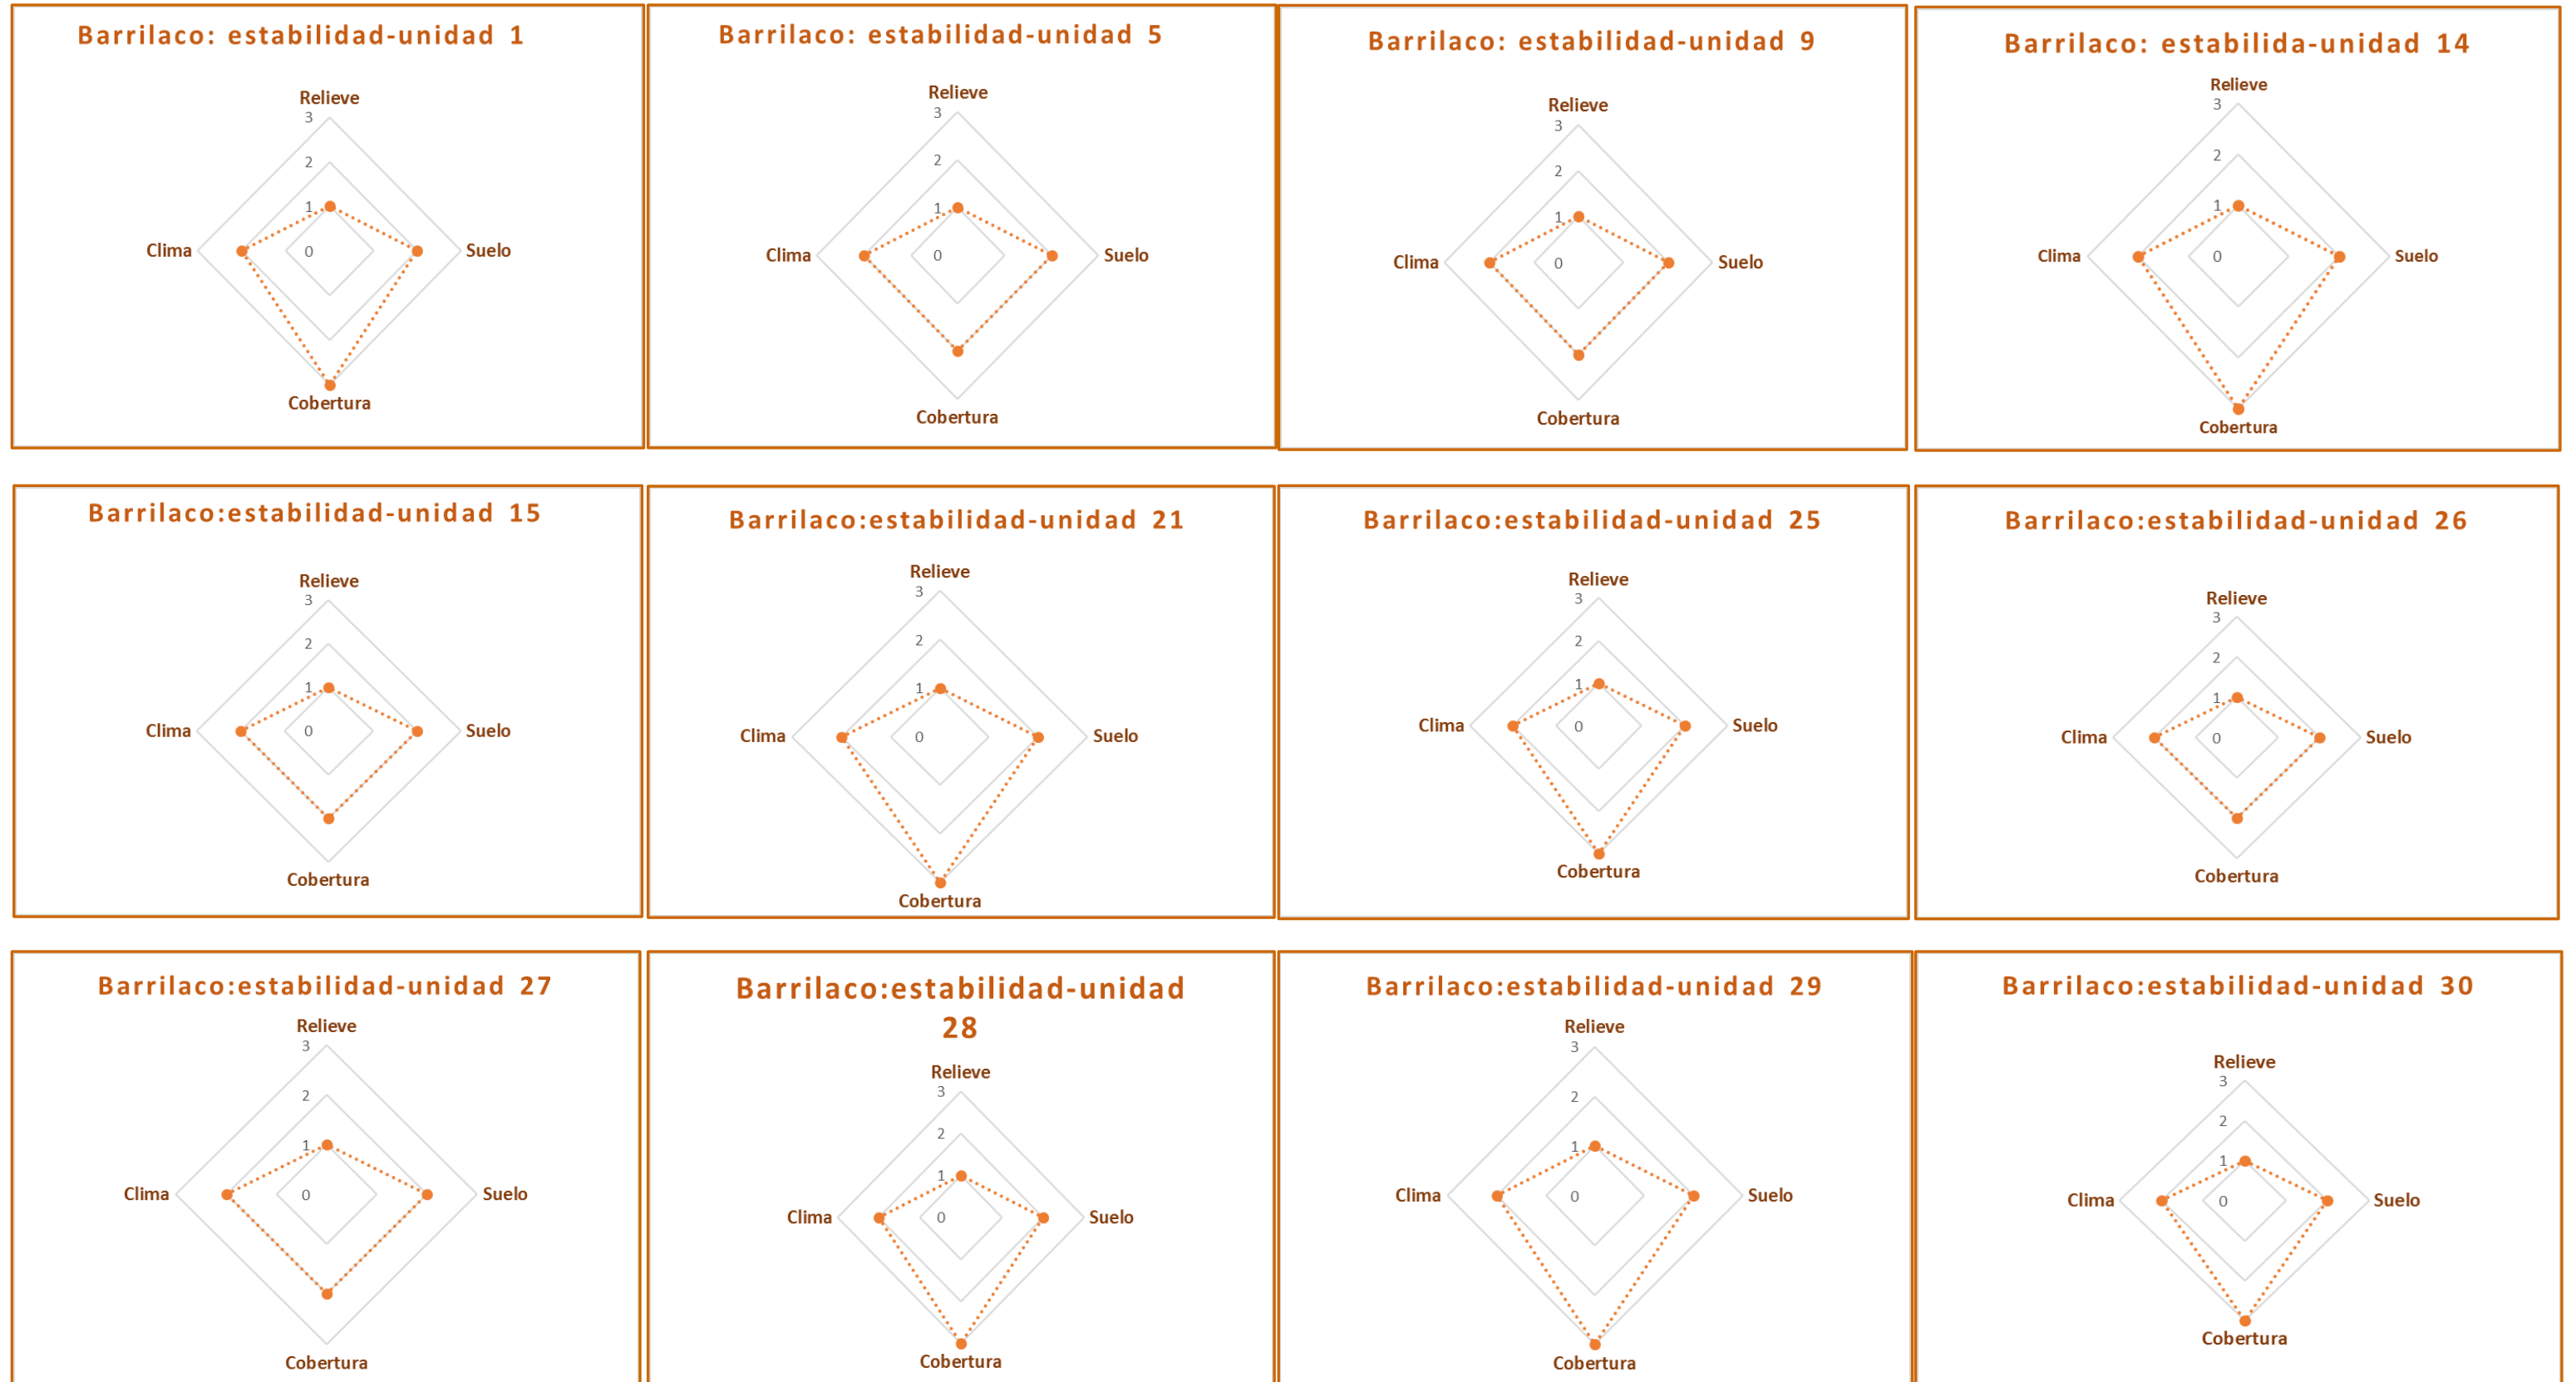 Barrilaco: estabilidad-unidad 1
Relieve
3
2
1
0
Clima
Suelo
Cobertura
Barrilaco: estabilidad-unidad 5
Relieve
3
2
1
0
Clima
Suelo
Cobertura
Barrilaco: estabilidad-unidad 9
Relieve
3
2
1
0
Clima
Suelo
Cobertura
Barrilaco: estabilida-unidad 14
Relieve
3
2
1
0
Clima
Suelo
Cobertura
Barrilaco:estabilidad-unidad 15
Relieve
3
2
1
0
Clima
Suelo
Cobertura
Barrilaco:estabilidad-unidad 21
Relieve
3
2
1
0
Clima
Suelo
Cobertura
Barrilaco:estabilidad-unidad 25
Relieve
3
2
1
0
Clima
Suelo
Cobertura
Barrilaco:estabilidad-unidad 26
Relieve
3
2
1
0
Clima
Suelo
Cobertura
Barrilaco:estabilidad-unidad 27
Relieve
3
2
1
0
Clima
Suelo
Cobertura
Barrilaco:estabilidad-unidad
28
Relieve
3
2
1
0
Clima
Suelo
Cobertura
Barrilaco:estabilidad-unidad 29
Relieve
3
2
1
0
Clima
Suelo
Cobertura
Barrilaco:estabilidad-unidad 30
Relieve
3
2
1
0
Clima
Suelo
Cobertura